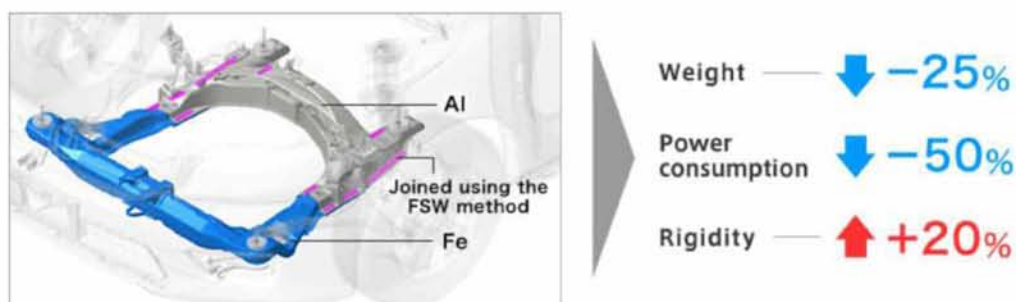 Al
Joined using the
FSW method
Fe
Weight
−25%
Power
consumption
−50%
Rigidity
+20%